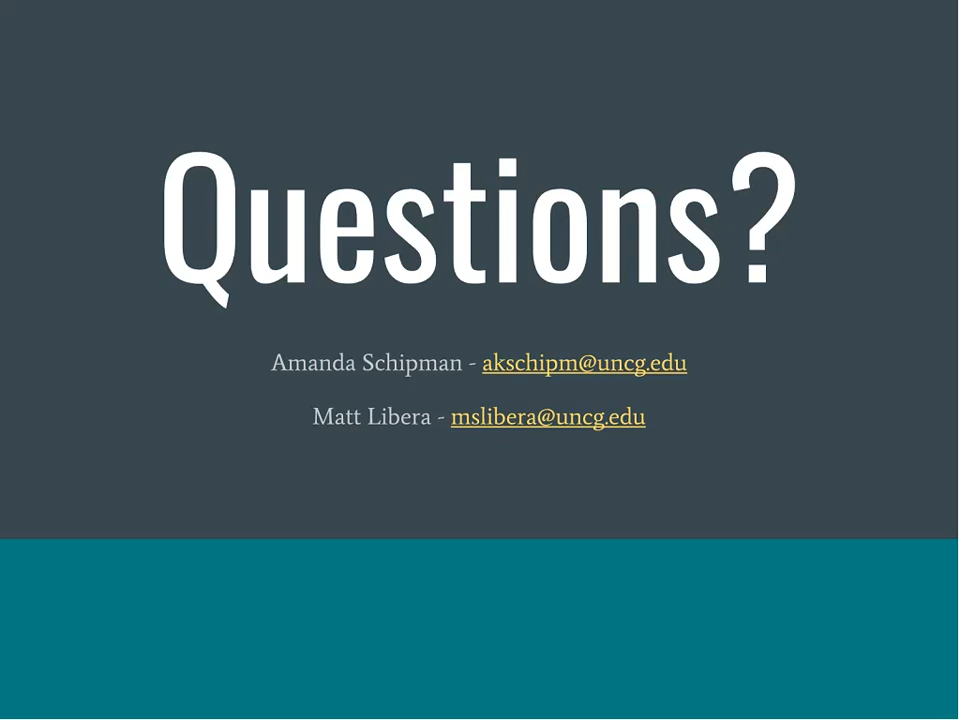 Questions?
Amanda Schipman - akschipm@uncg.edu
Matt Libera - mslibera@uncg.edu